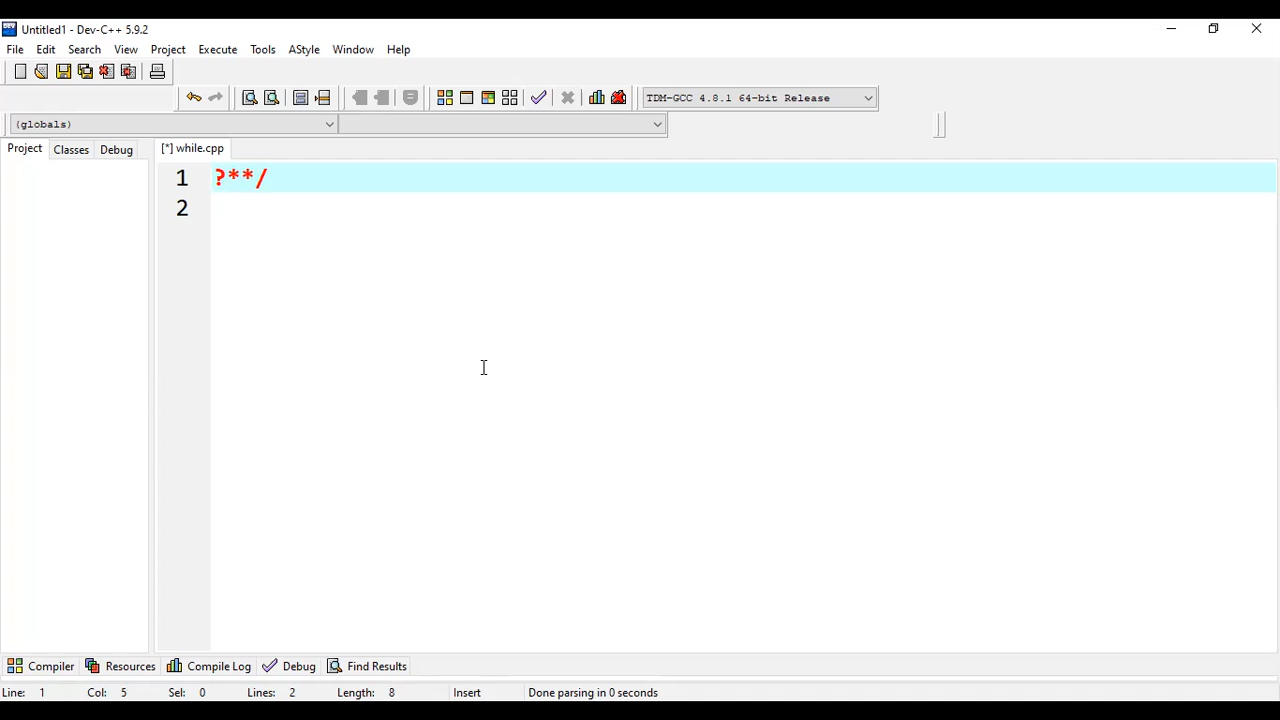 Untitled1 - Dev-C++ 5.9.2
File Edit Search View Project Execute Tools AStyle Window Help
TDM-GCC 4.8.1 64-bit Release
(globals)
Project Classes Debug [*] while.cpp
1 ?**/
2
Compiler Resources Compile Log Debug Find Results
Line: 1 Col: 5 Sel: 0 Lines: 2 Length: 8 Insert Done parsing in 0 seconds